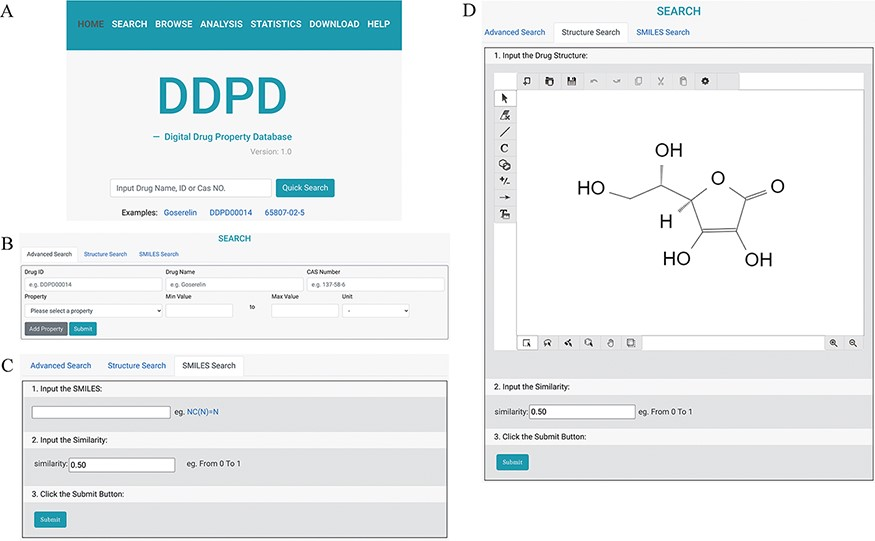 A
HOME SEARCH BROWSE ANALYSIS STATISTICS DOWNLOAD HELP
DDPD
— Digital Drug Property Database
Version: 1.0
Input Drug Name, ID or Cas NO. Quick Search
Examples: Goserelin DDPD00014 65807-02-5
B
SEARCH
Advanced Search Structure Search SMILES Search
Drug ID Drug Name CAS Number
e.g. DDPD00014 e.g. Goserelin e.g. 137-58-6
Property Min Value Max Value Unit
Please select a property to -
Add Property Submit
C
Advanced Search Structure Search SMILES Search
1. Input the SMILES:
eg. NC(N)=N
2. Input the Similarity:
similarity: 0.50 eg. From 0 To 1
3. Click the Submit Button:
Submit
D
SEARCH
Advanced Search Structure Search SMILES Search
1. Input the Drug Structure:
C
+/-
OH
HO
O
O
H
HO
OH
2. Input the Similarity:
similarity: 0.50 eg. From 0 To 1
3. Click the Submit Button:
Submit